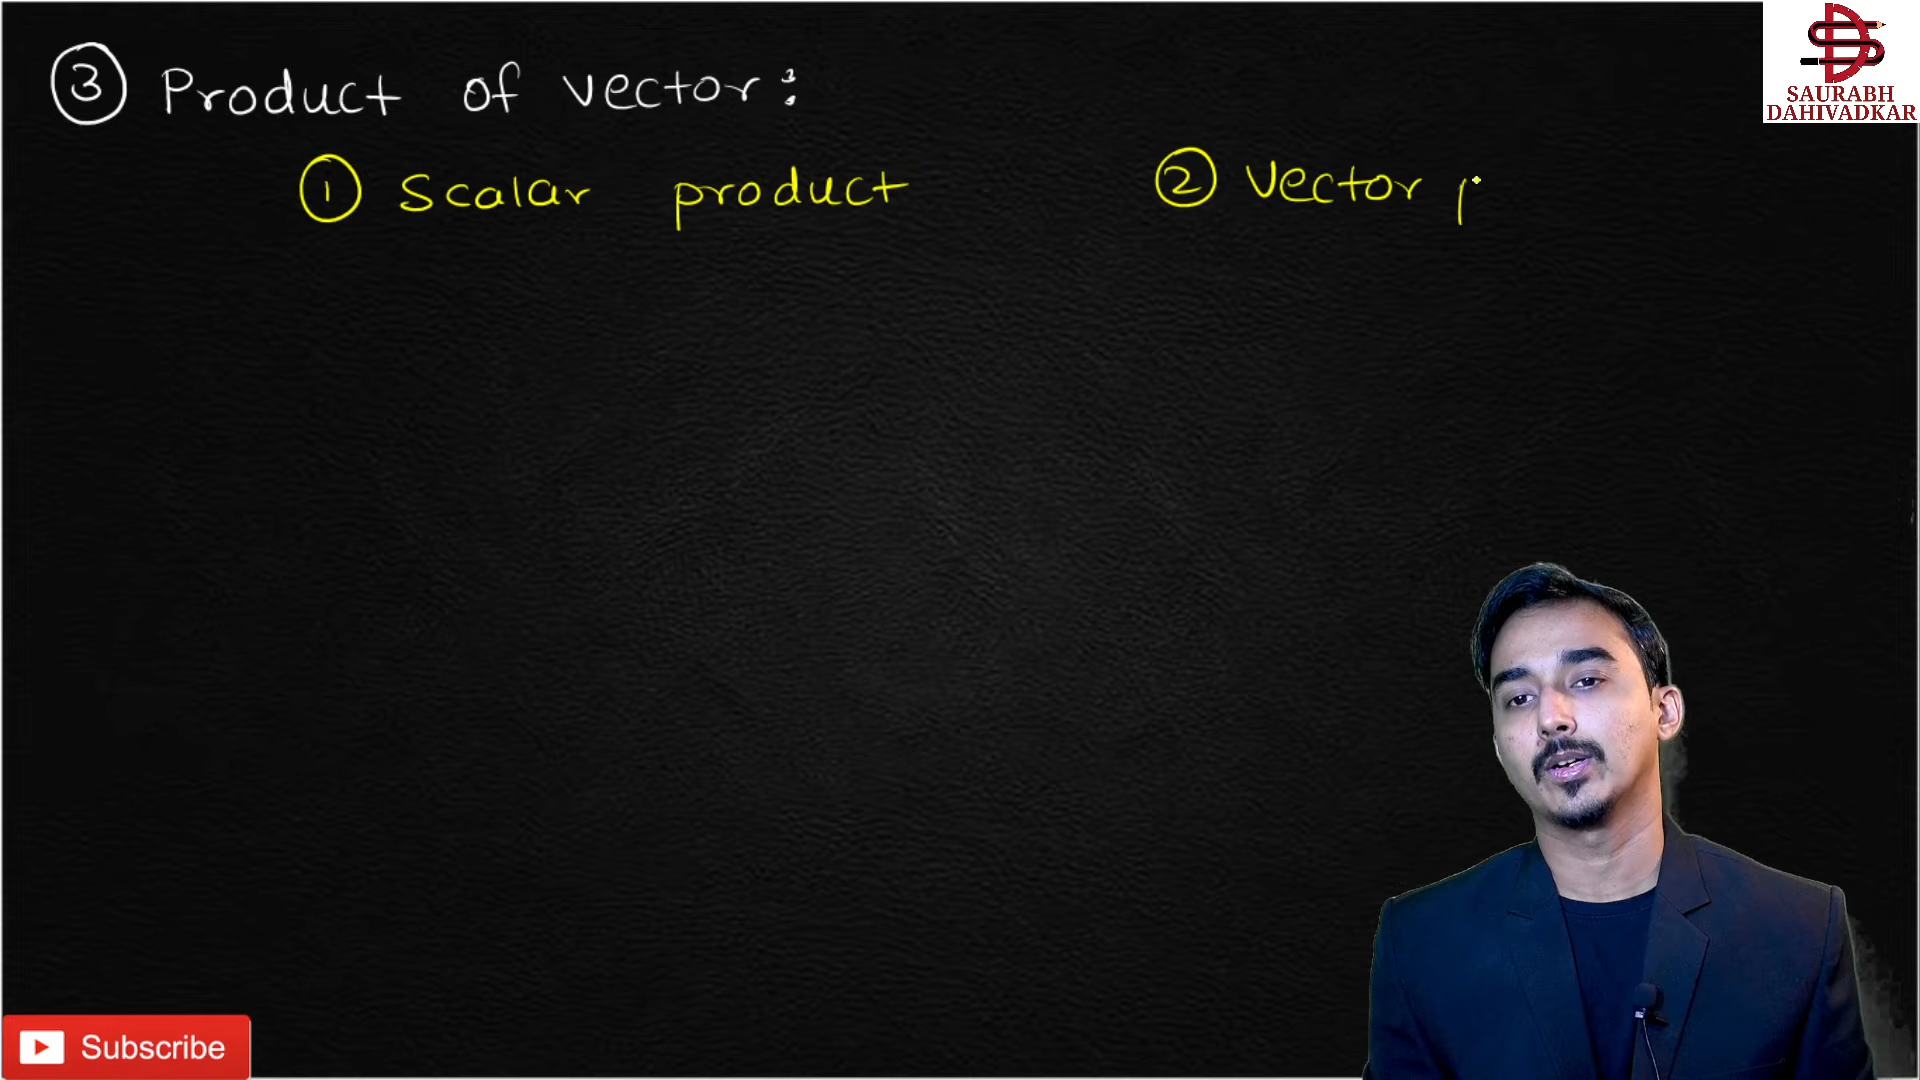 ③ Product of vector:
① Scalar product ② Vector p
SAURABH
DAHIVADKAR
Subscribe